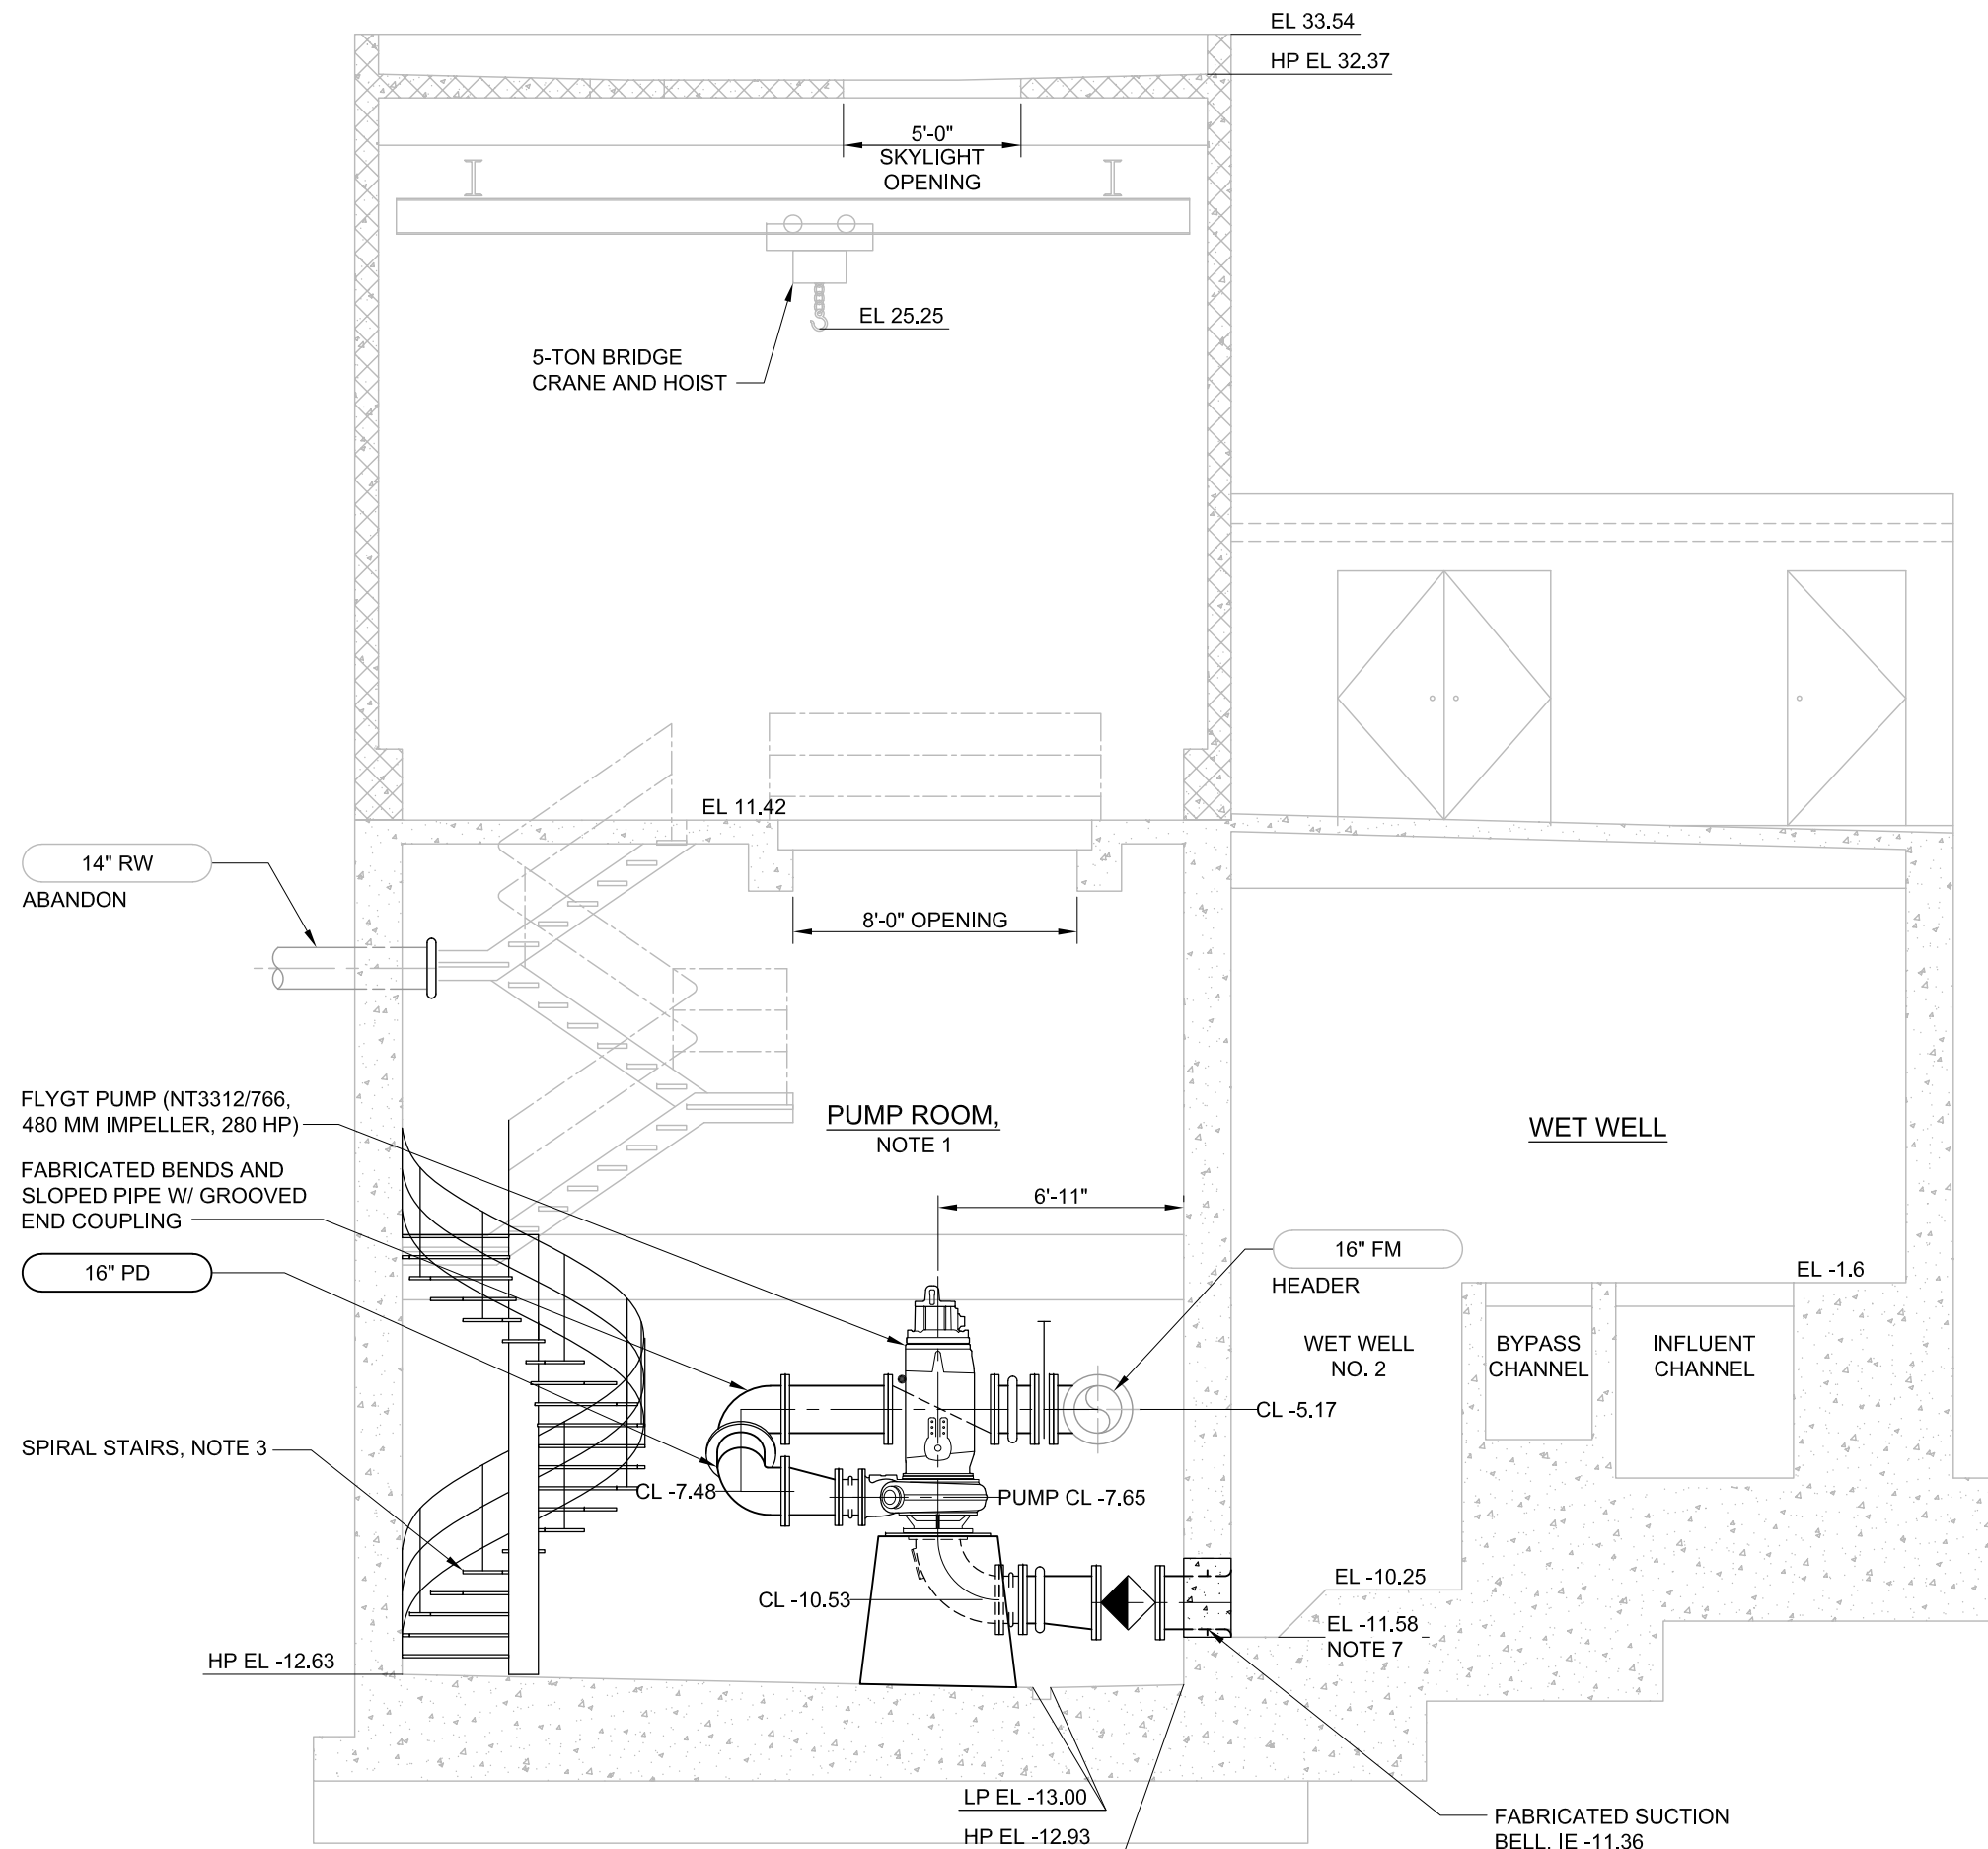 EL 33.54
HP EL 32.37
5'-0"
SKYLIGHT
OPENING
EL 25.25
5-TON BRIDGE
CRANE AND HOIST
EL 11.42
14" RW
ABANDON
8'-0" OPENING
FLYGT PUMP (NT3312/766,
480 MM IMPELLER, 280 HP)
PUMP ROOM,
NOTE 1
WET WELL
FABRICATED BENDS AND
SLOPED PIPE W/ GROOVED
END COUPLING
6'-11"
16" FM
HEADER
16" PD
EL -1.6
WET WELL
NO. 2
BYPASS
CHANNEL
INFLUENT
CHANNEL
CL -5.17
SPIRAL STAIRS, NOTE 3
CL -7.48
PUMP CL -7.65
CL -10.53
EL -10.25
EL -11.58
NOTE 7
HP EL -12.63
LP EL -13.00
HP EL -12.93
FABRICATED SUCTION
BELL, IE -11.36